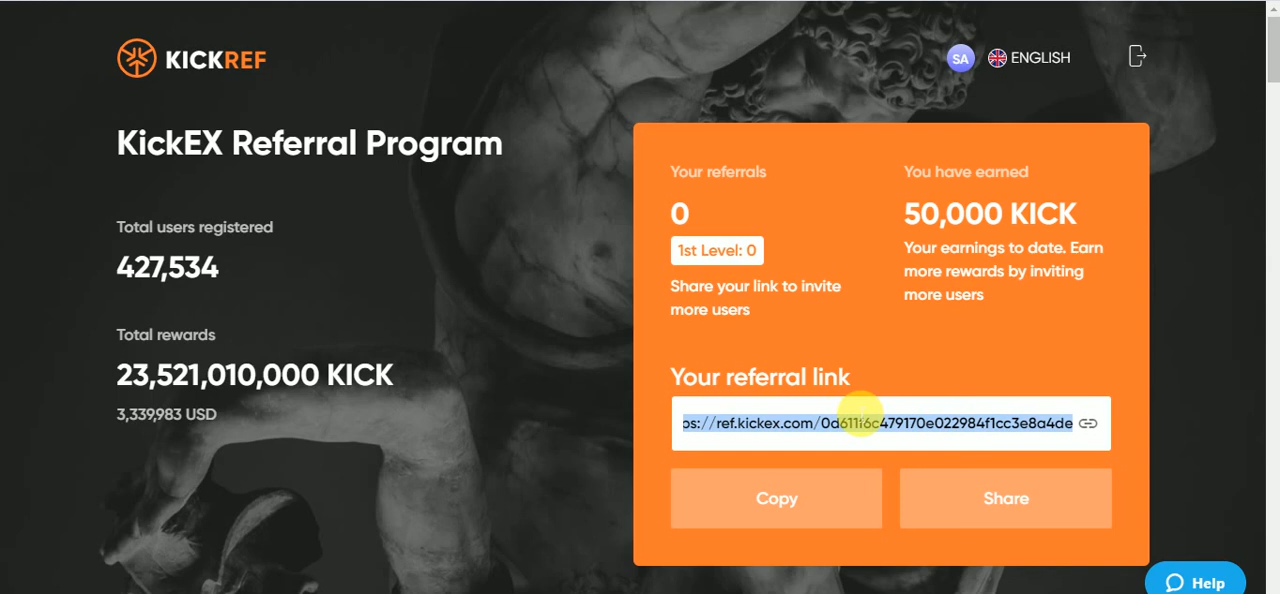 KICKREF
SA
ENGLISH
KickEX Referral Program
Total users registered
427,534
Total rewards
23,521,010,000 KICK
3,339,983 USD
Your referrals
0
1st Level: 0
Share your link to invite
more users
You have earned
50,000 KICK
Your earnings to date. Earn
more rewards by inviting
more users
Your referral link
ps://ref.kickex.com/0d611f6c479170e022984f1cc3e8a4de
Copy
Share
Help